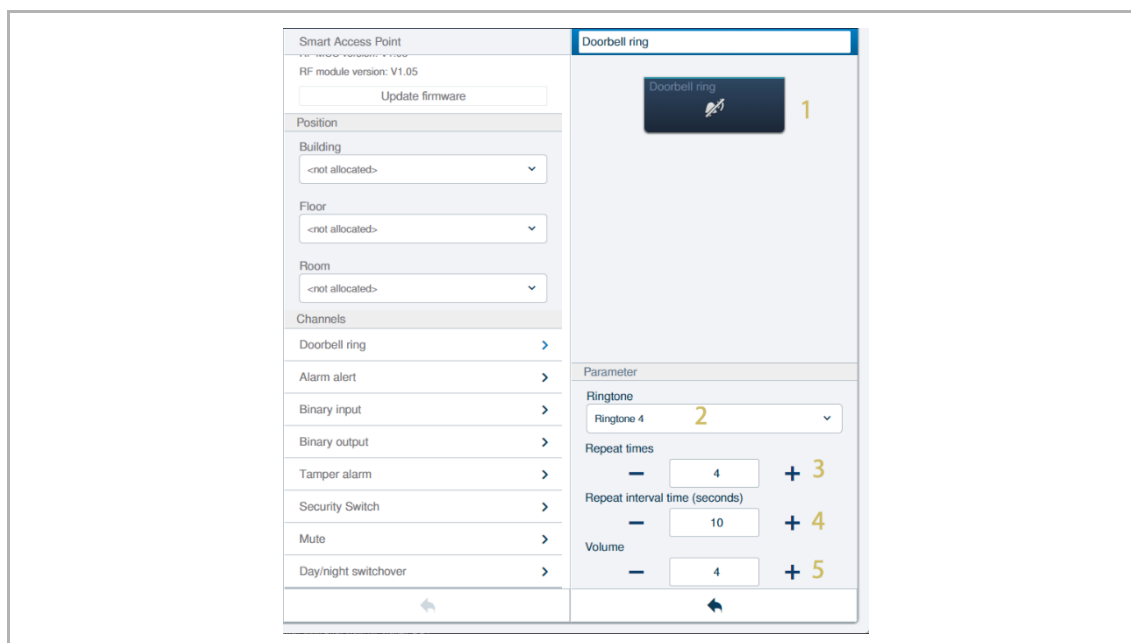 Smart Access Point
RF module version: V1.05
Update firmware
Position
Building
<not allocated>
Floor
<not allocated>
Room
<not allocated>
Channels
Doorbell ring
Alarm alert
Binary input
Binary output
Tamper alarm
Security Switch
Mute
Day/night switchover
Doorbell ring
Doorbell ring
1
Parameter
Ringtone
Ringtone 4 2
Repeat times
− 4 + 3
Repeat interval time (seconds)
− 10 + 4
Volume
− 4 + 5